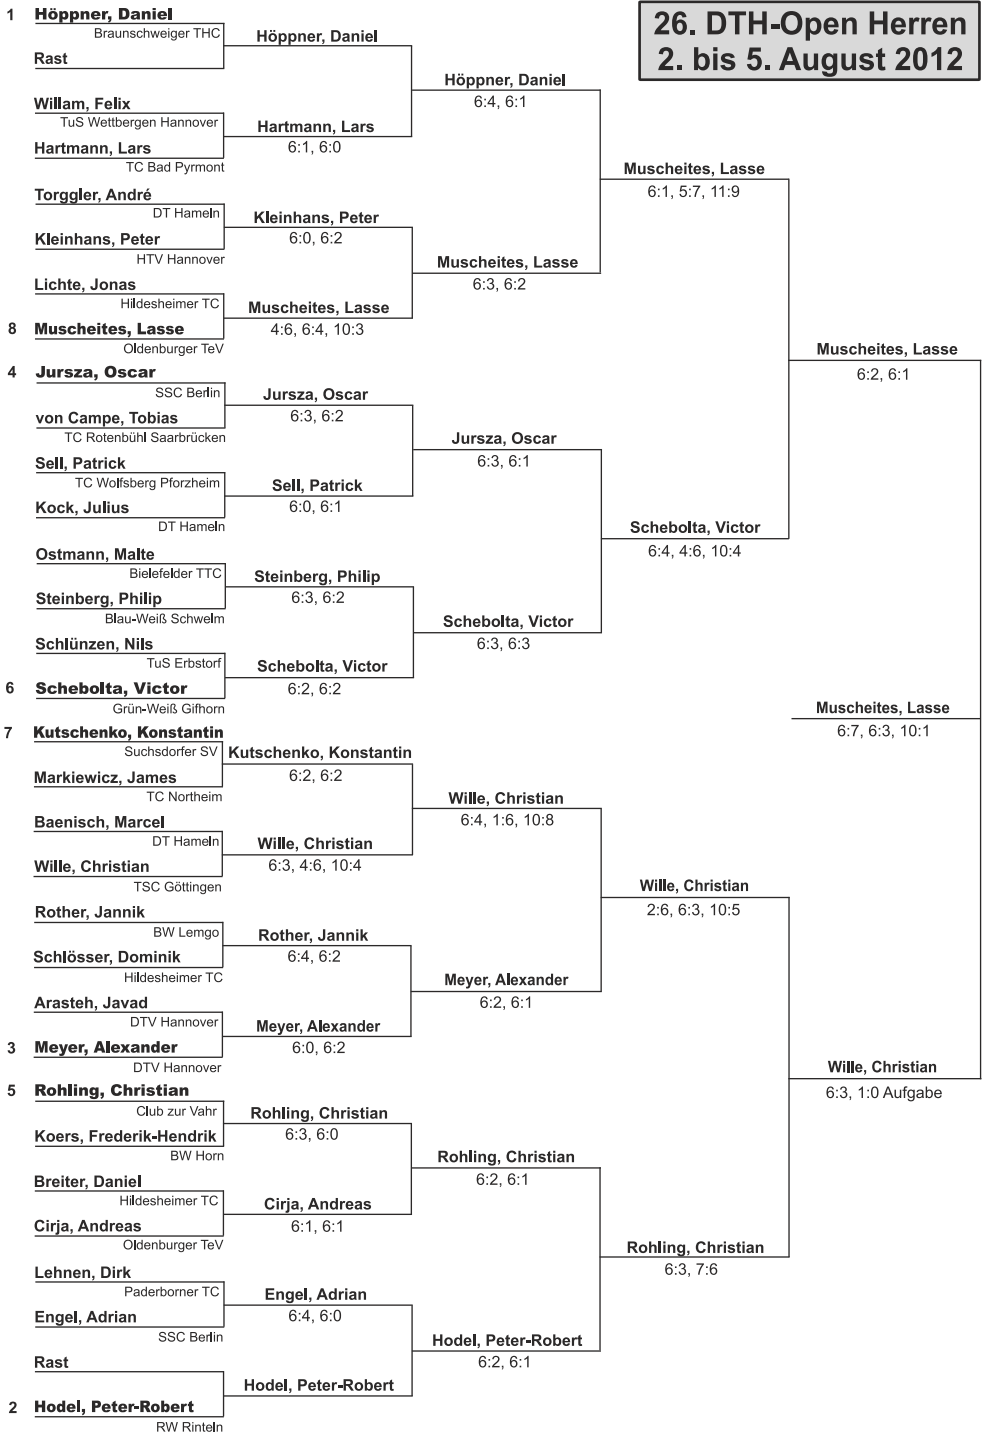 26. DTH-Open Herren
2. bis 5. August 2012
1 Höppner, Daniel
Braunschweiger THC
Rast
Willam, Felix
TuS Wettbergen Hannover
Hartmann, Lars
TC Bad Pyrmont
Torggler, André
DT Hameln
Kleinhans, Peter
HTV Hannover
Lichte, Jonas
Hildesheimer TC
8 Muscheites, Lasse
Oldenburger TeV
4 Jursza, Oscar
SSC Berlin
von Campe, Tobias
TC Rotenbühl Saarbrücken
Sell, Patrick
TC Wolfsberg Pforzheim
Kock, Julius
DT Hameln
Ostmann, Malte
Bielefelder TTC
Steinberg, Philip
Blau-Weiß Schwelm
Schlünzen, Nils
TuS Erbstorf
6 Schebolta, Victor
Grün-Weiß Gifhorn
7 Kutschenko, Konstantin
Suchsdorfer SV
Markiewicz, James
TC Northeim
Baenisch, Marcel
DT Hameln
Wille, Christian
TSC Göttingen
Rother, Jannik
BW Lemgo
Schlösser, Dominik
Hildesheimer TC
Arasteh, Javad
DTV Hannover
3 Meyer, Alexander
DTV Hannover
5 Rohling, Christian
Club zur Vahr
Koers, Frederik-Hendrik
BW Horn
Breiter, Daniel
Hildesheimer TC
Cirja, Andreas
Oldenburger TeV
Lehnen, Dirk
Paderborner TC
Engel, Adrian
SSC Berlin
Rast
2 Hodel, Peter-Robert
RW Rinteln
Höppner, Daniel
Hartmann, Lars
6:1, 6:0
Kleinhans, Peter
6:0, 6:2
Muscheites, Lasse
4:6, 6:4, 10:3
Jursza, Oscar
6:3, 6:2
Sell, Patrick
6:0, 6:1
Steinberg, Philip
6:3, 6:2
Schebolta, Victor
6:2, 6:2
Kutschenko, Konstantin
6:2, 6:2
Wille, Christian
6:3, 4:6, 10:4
Rother, Jannik
6:4, 6:2
Meyer, Alexander
6:0, 6:2
Rohling, Christian
6:3, 6:0
Cirja, Andreas
6:1, 6:1
Engel, Adrian
6:4, 6:0
Hodel, Peter-Robert
Höppner, Daniel
6:4, 6:1
Muscheites, Lasse
6:3, 6:2
Jursza, Oscar
6:3, 6:1
Schebolta, Victor
6:3, 6:3
Wille, Christian
6:4, 1:6, 10:8
Meyer, Alexander
6:2, 6:1
Rohling, Christian
6:2, 6:1
Hodel, Peter-Robert
6:2, 6:1
Muscheites, Lasse
6:1, 5:7, 11:9
Schebolta, Victor
6:4, 4:6, 10:4
Wille, Christian
2:6, 6:3, 10:5
Rohling, Christian
6:3, 7:6
Muscheites, Lasse
6:2, 6:1
Wille, Christian
6:3, 1:0 Aufgabe
Muscheites, Lasse
6:7, 6:3, 10:1